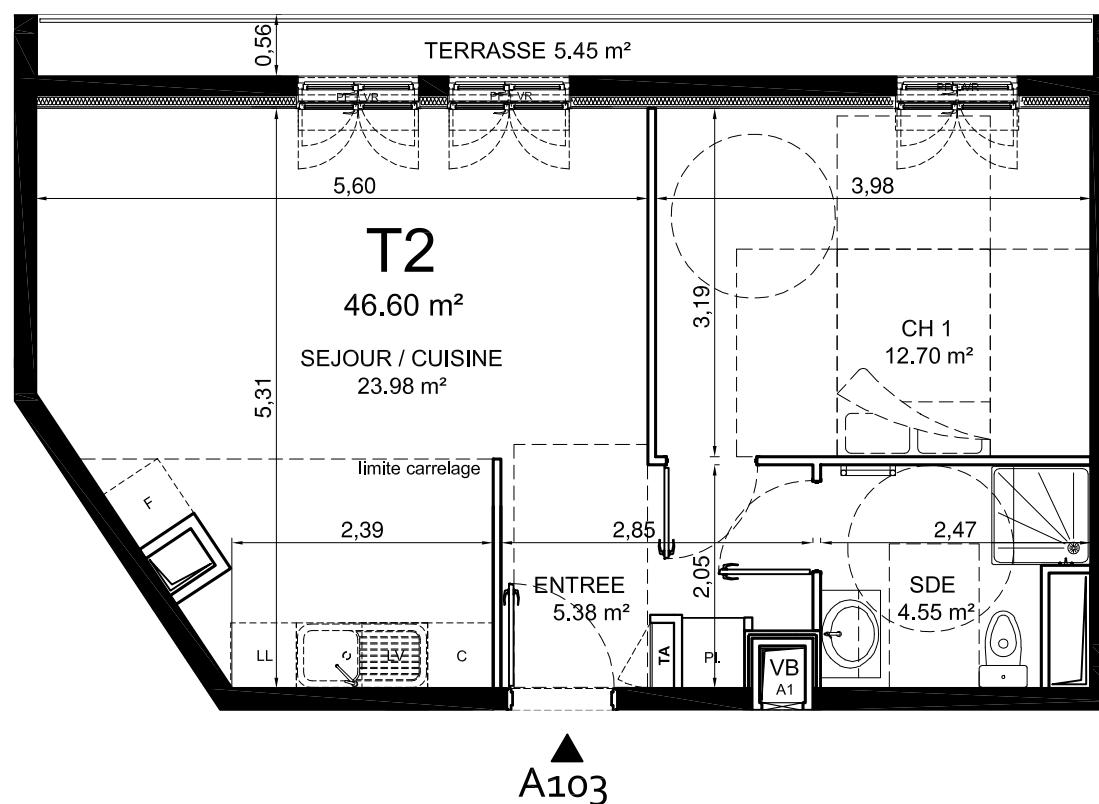 0,56
TERRASSE 5.45 m²
PF VR
PF VR
PF VR
5,60
3,98
T2
46.60 m²
SEJOUR / CUISINE
23.98 m²
5,31
3,19
CH 1
12.70 m²
limite carrelage
F
2,39
2,85
2,47
2,05
ENTREE
5.38 m²
SDE
4.55 m²
LL
LV
C
TA
PL
VB
A1
A103